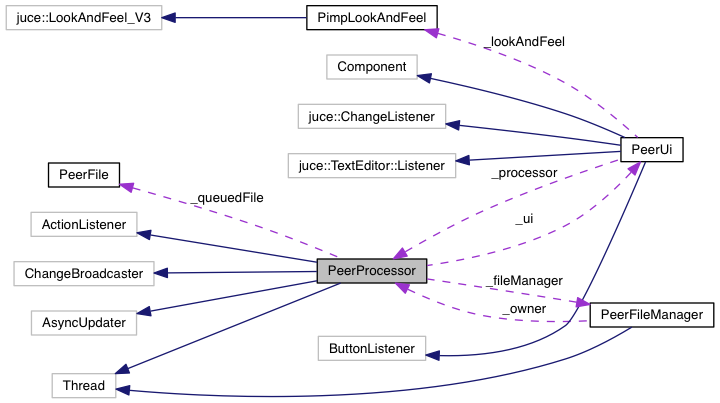 juce::LookAndFeel_V3
PimpLookAndFeel
_lookAndFeel
Component
juce::ChangeListener
PeerUi
juce::TextEditor::Listener
PeerFile
_processor
_queuedFile
ActionListener
_ui
ChangeBroadcaster
PeerProcessor
_fileManager
_owner
PeerFileManager
AsyncUpdater
ButtonListener
Thread